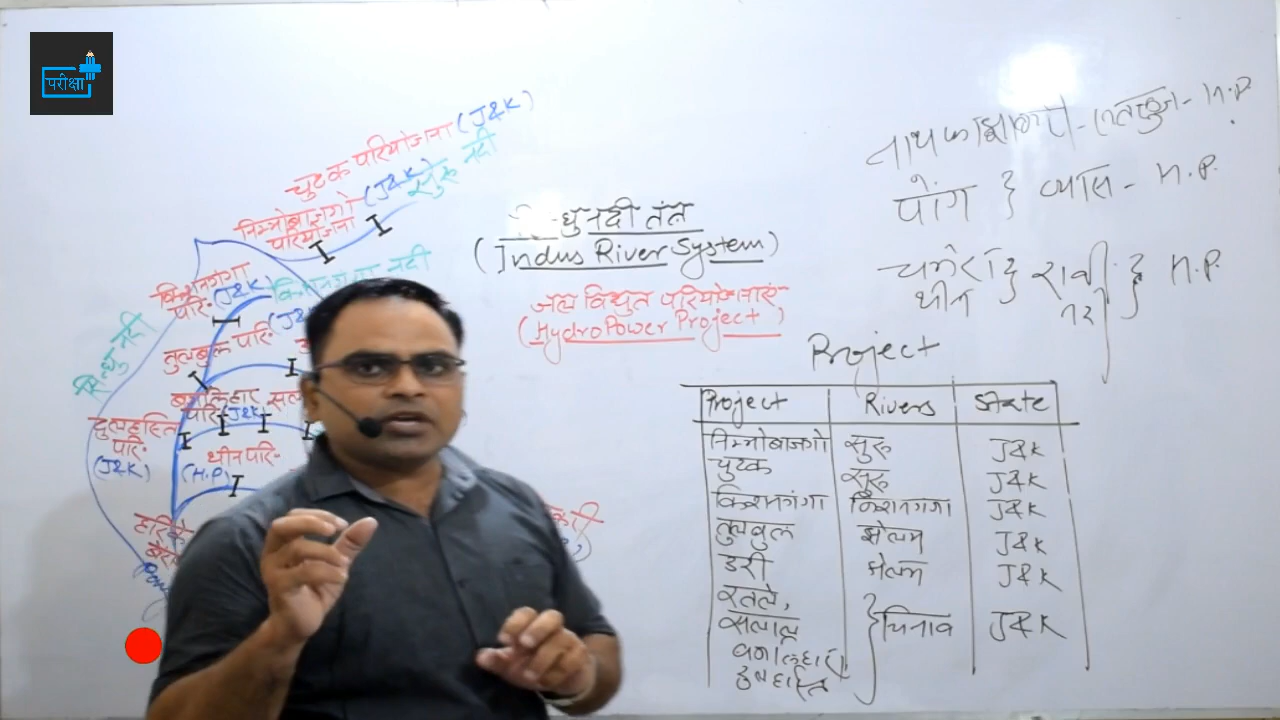 परीक्षा
चुटक परियोजना (J&K)
निम्मोबाजगो (J&K
परियोजना
सुरु नदी
नदी तंत्र
(Indus River System)
जल विद्युत परियोजनाएं-
(HydroPower Project)
किशनगंगा
परि- (J&K)
किशनगंगा नदी
(J&
सिन्धु नदी
तुलबुल परि-
बगलिहार
परि-(J&K)
दुलहस्ति
परि-
(J&K)
थीन परि-
(H.P)
नाथपा झाकरी - सतलुज - H.P
पोंग } व्यास - H.P.
चमेरा } रावी } H.P.
थीन
Project
Project Rivers State
निम्मोबाजगो सुरु J&K
चुटक सुरु J&K
किशनगंगा किशनगंगा J&K
तुलबुल झेलम J&K
उरी झेलम J&K
रतले,
सलाल } चिनाव J&K
बगलिहार
दुलहस्ति